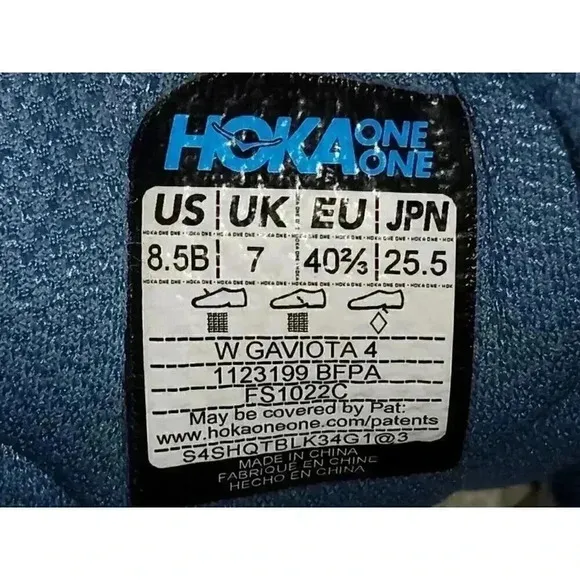 HOKA ONE ONE
US UK EU JPN
8.5B 7 40⅔ 25.5
W GAVIOTA 4
1123199 BFPA
FS1022C
May be covered by Pat:
www.hokaoneone.com/patents
S4SHQTBLK34G1@3
MADE IN CHINA
FABRIQUE EN CHINE
HECHO EN CHINA